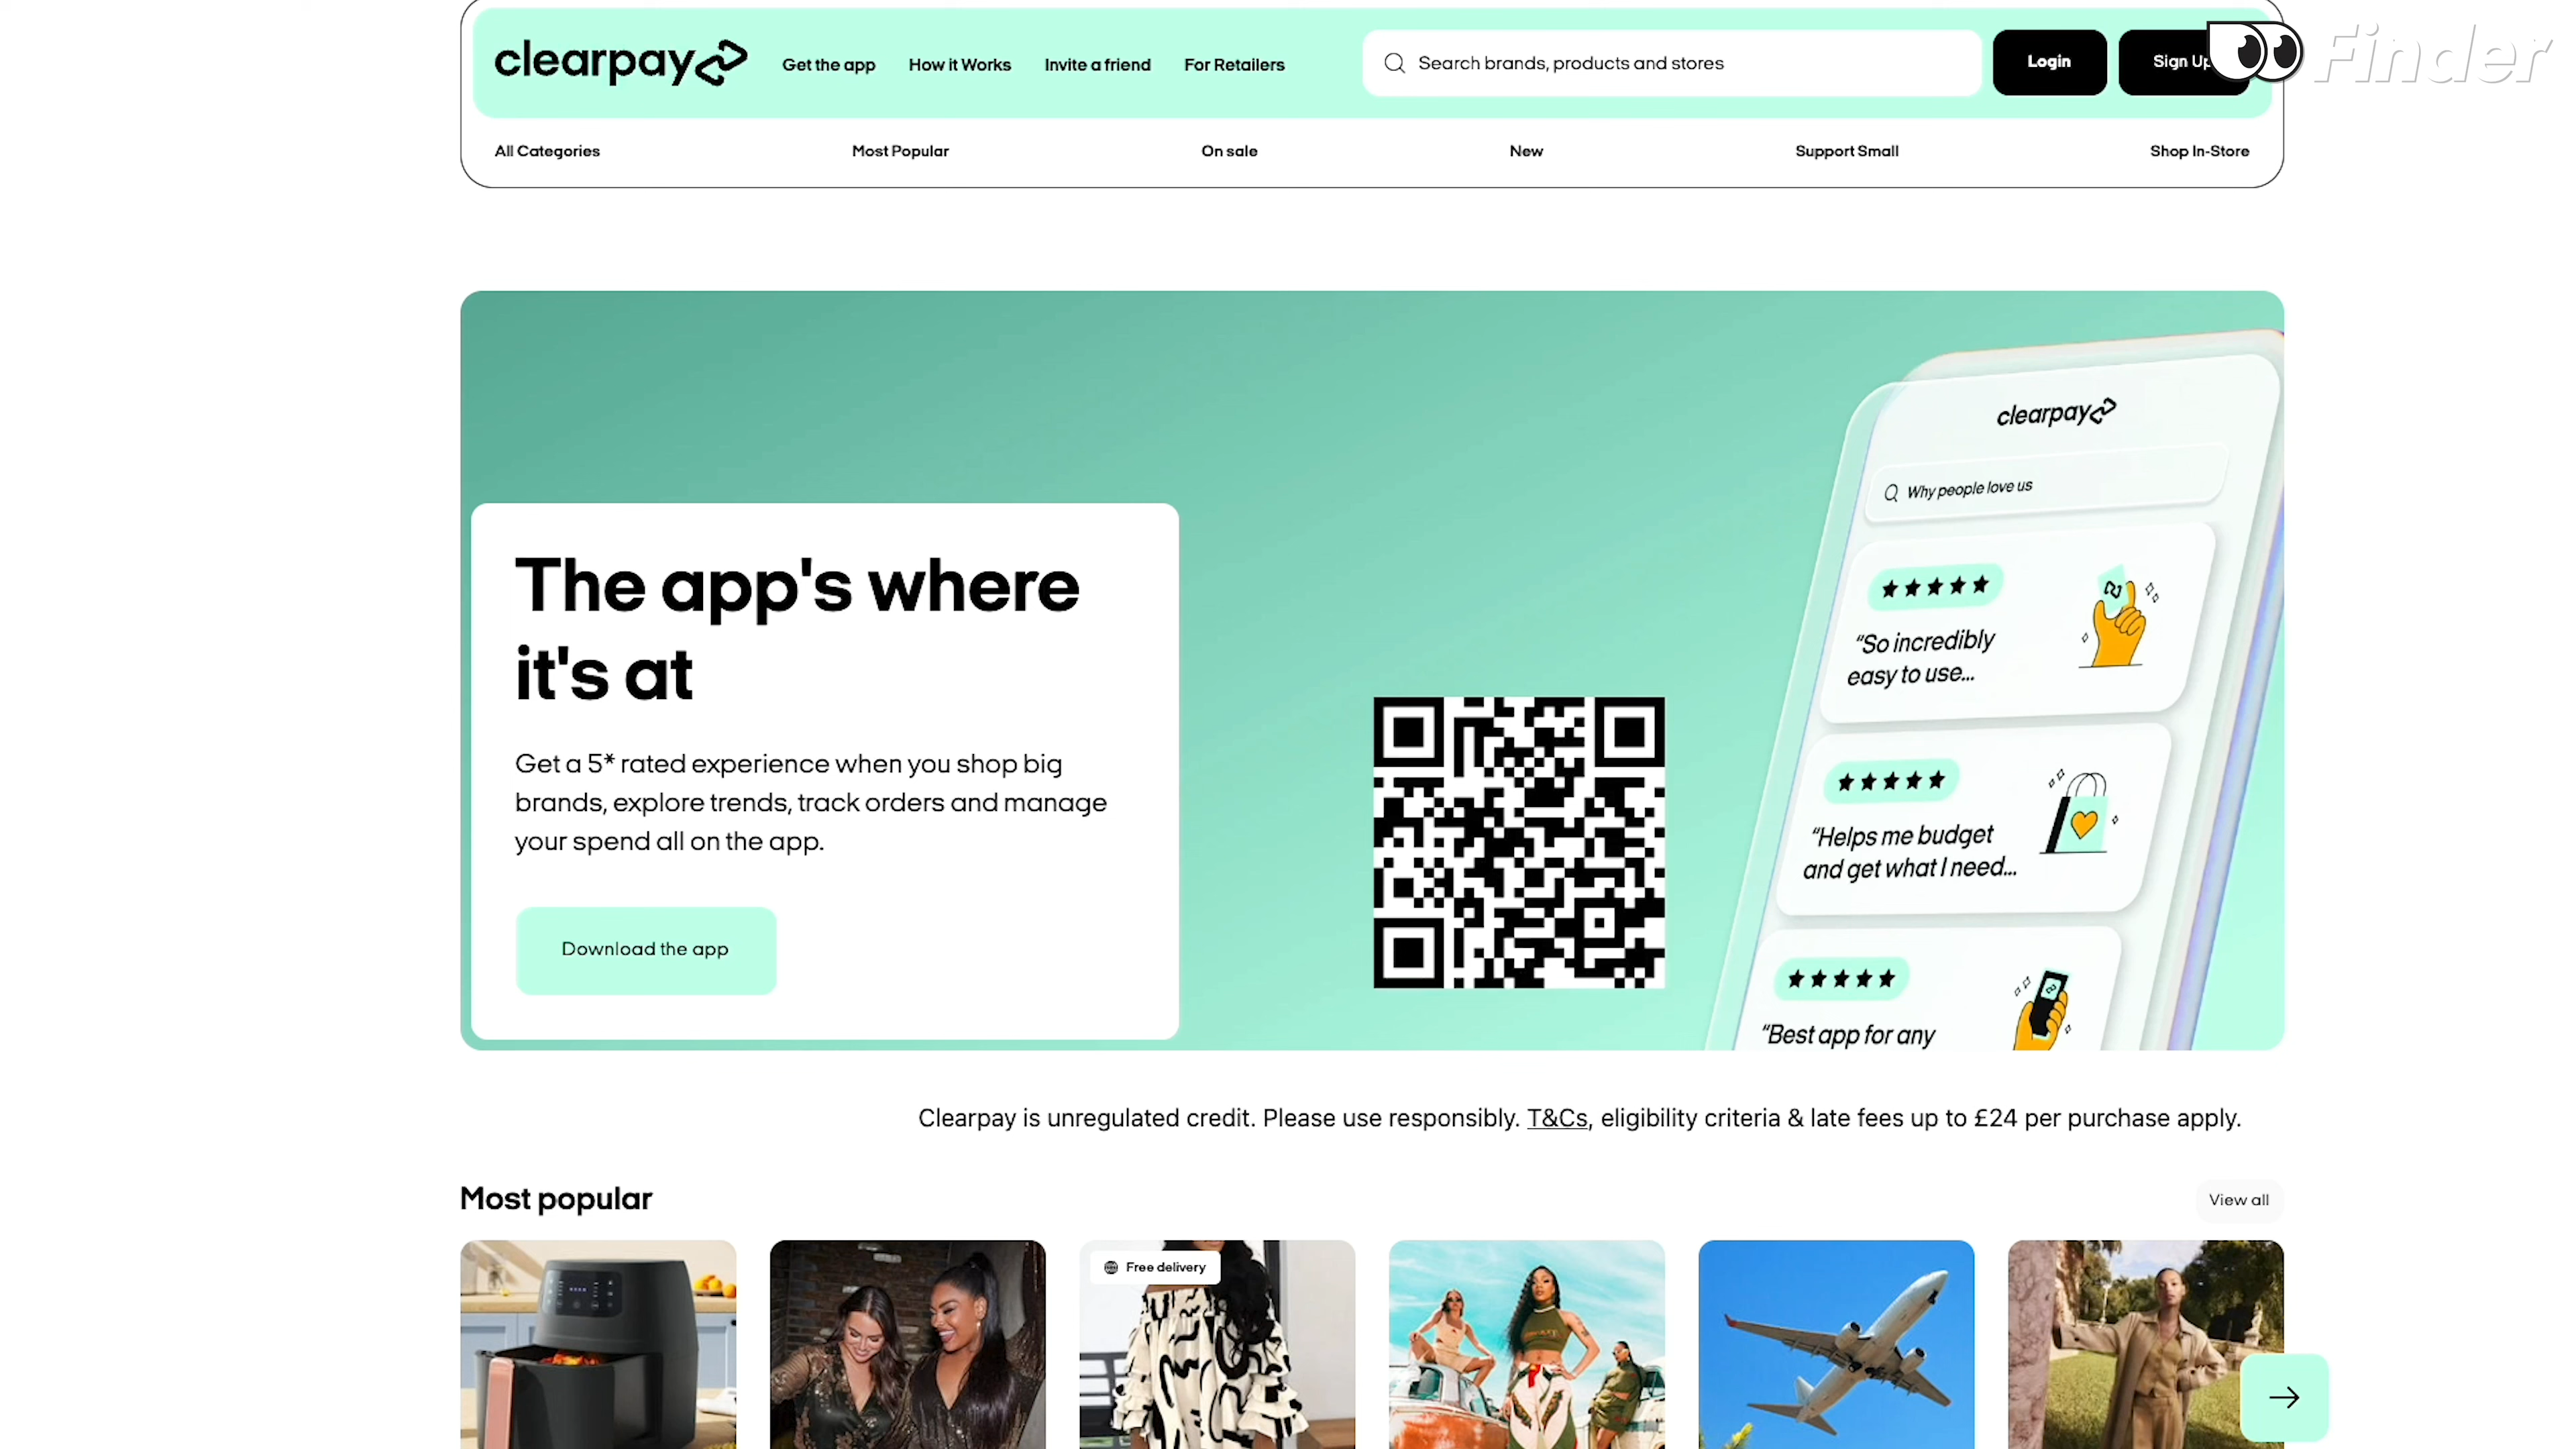 clearpay
Get the app
How it Works
Invite a friend
For Retailers
Search brands, products and stores
Login
Sign Up
Finder
All Categories
Most Popular
On sale
New
Support Small
Shop In-Store
The app's where
it's at
Get a 5* rated experience when you shop big
brands, explore trends, track orders and manage
your spend all on the app.
Download the app
clearpay
Why people love us
★★★★★
“So incredibly
easy to use...
★★★★★
“Helps me budget
and get what I need...
★★★★★
“Best app for any
Clearpay is unregulated credit. Please use responsibly. T&Cs, eligibility criteria & late fees up to £24 per purchase apply.
Most popular
View all
Free delivery